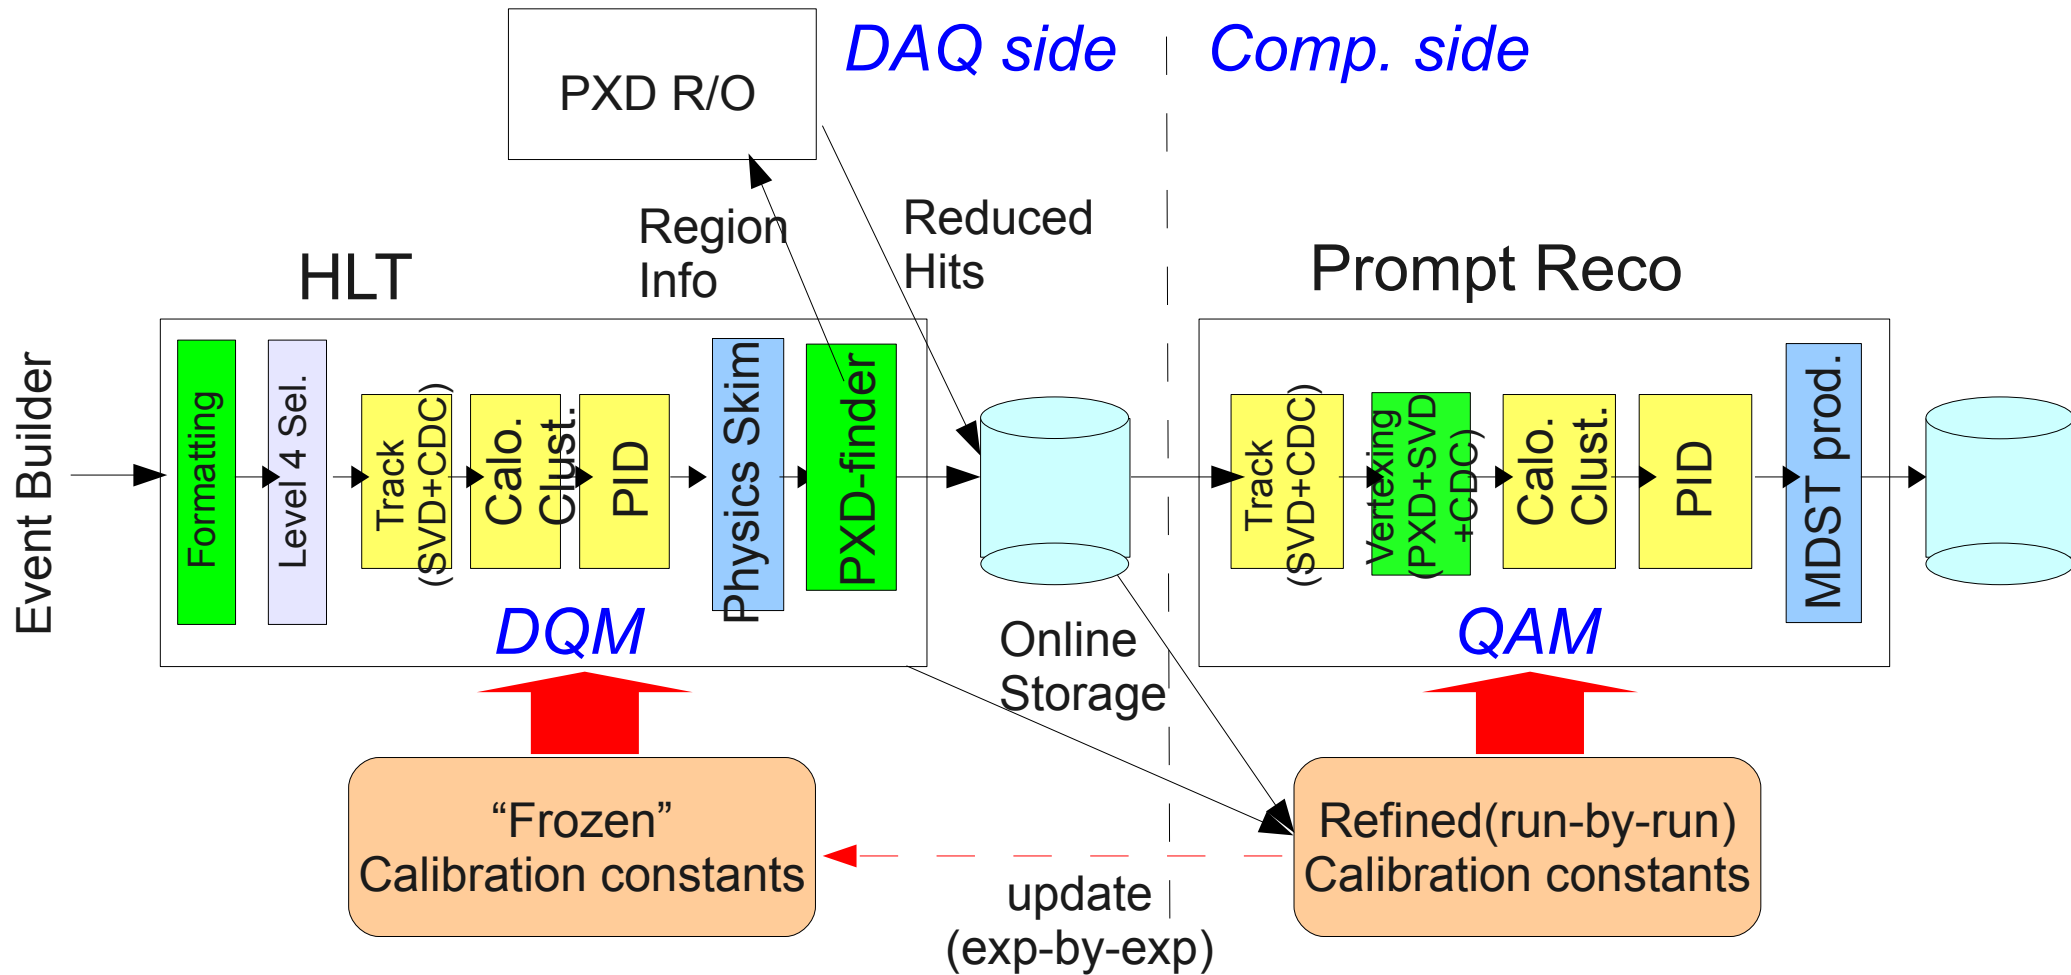 DAQ side
Comp. side
PXD R/O
Region
Info
Reduced
Hits
HLT
Prompt Reco
Event Builder
Formatting
Level 4 Sel.
Track
(SVD+CDC)
Calo.
Clust.
PID
Physics Skim
PXD-finder
DQM
Track
(SVD+CDC)
Vertexing
(PXD+SVD
+CDC)
Calo.
Clust.
PID
MDST prod.
QAM
Online
Storage
“Frozen”
Calibration constants
Refined(run-by-run)
Calibration constants
update
(exp-by-exp)